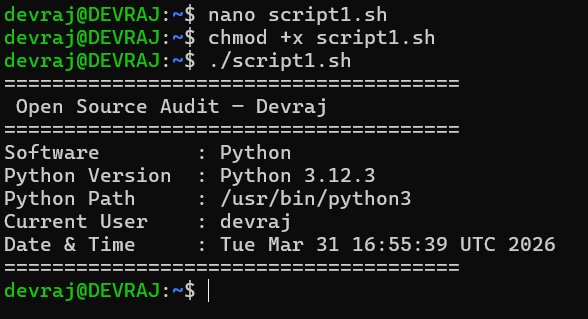 devraj@DEVRAJ:~$ nano script1.sh
devraj@DEVRAJ:~$ chmod +x script1.sh
devraj@DEVRAJ:~$ ./script1.sh
======================================
 Open Source Audit — Devraj
======================================
Software        : Python
Python Version  : Python 3.12.3
Python Path     : /usr/bin/python3
Current User    : devraj
Date & Time     : Tue Mar 31 16:55:39 UTC 2026
======================================
devraj@DEVRAJ:~$